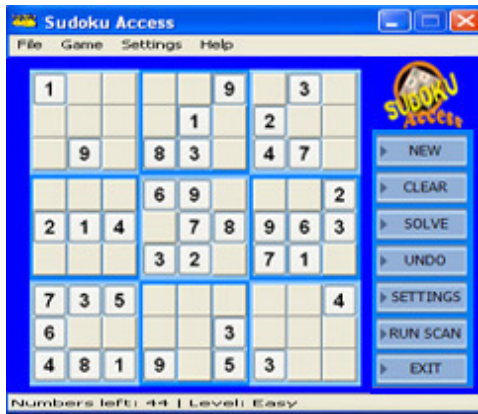 Sudoku Access
File Game Settings Help
1 9 3
1 2
9 8 3 4 7
6 9 2
2 1 4 7 8 9 6 3
3 2 7 1
7 3 5 4
6 3
4 8 1 9 5 3
SUDOKU
Access
NEW
CLEAR
SOLVE
UNDO
SETTINGS
RUN SCAN
EXIT
Numbers left: 44 | Level: Easy